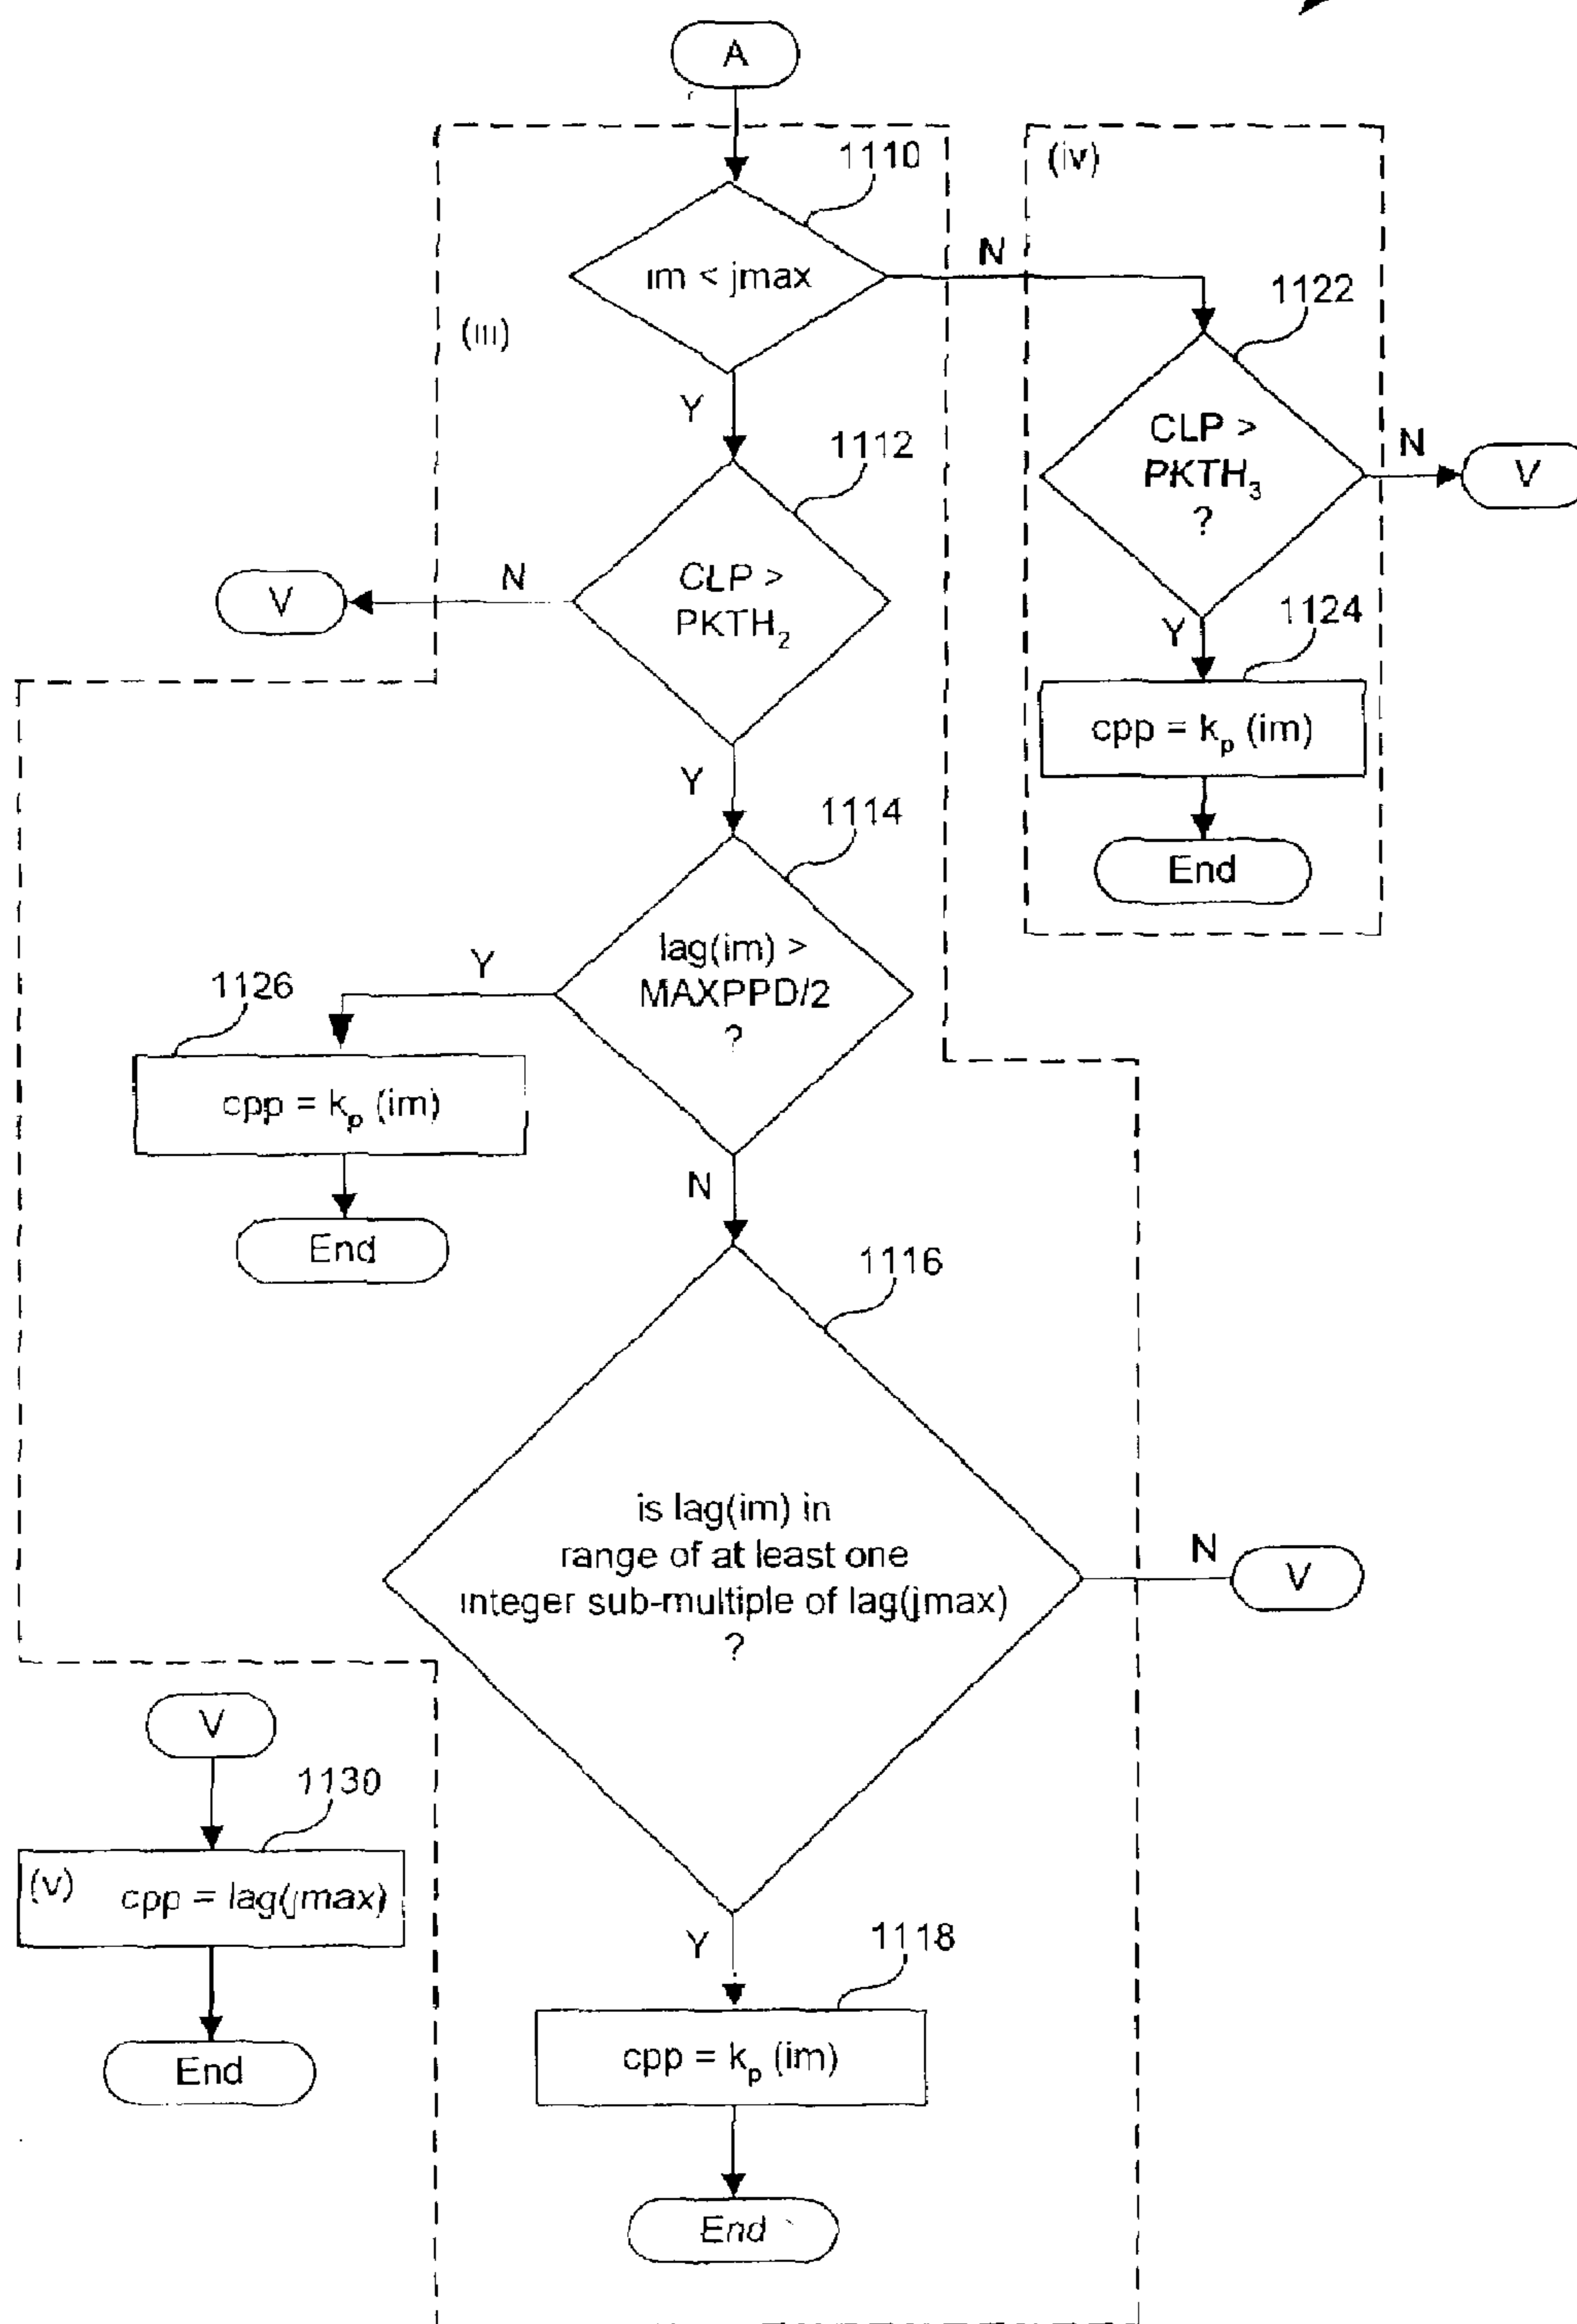 A
1110
(iv)
im < jmax
N
1122
(iii)
Y
CLP >
PKTH3
?
N
V
1112
CLP >
PKTH2
N
V
Y
1124
cpp = kp (im)
End
Y
1114
lag(im) >
MAXPPD/2
?
Y
1126
cpp = kp (im)
End
N
1116
is lag(im) in
range of at least one
integer sub-multiple of lag(jmax)
?
N
V
V
1130
(v) cpp = lag(jmax)
End
Y
1118
cpp = kp (im)
End